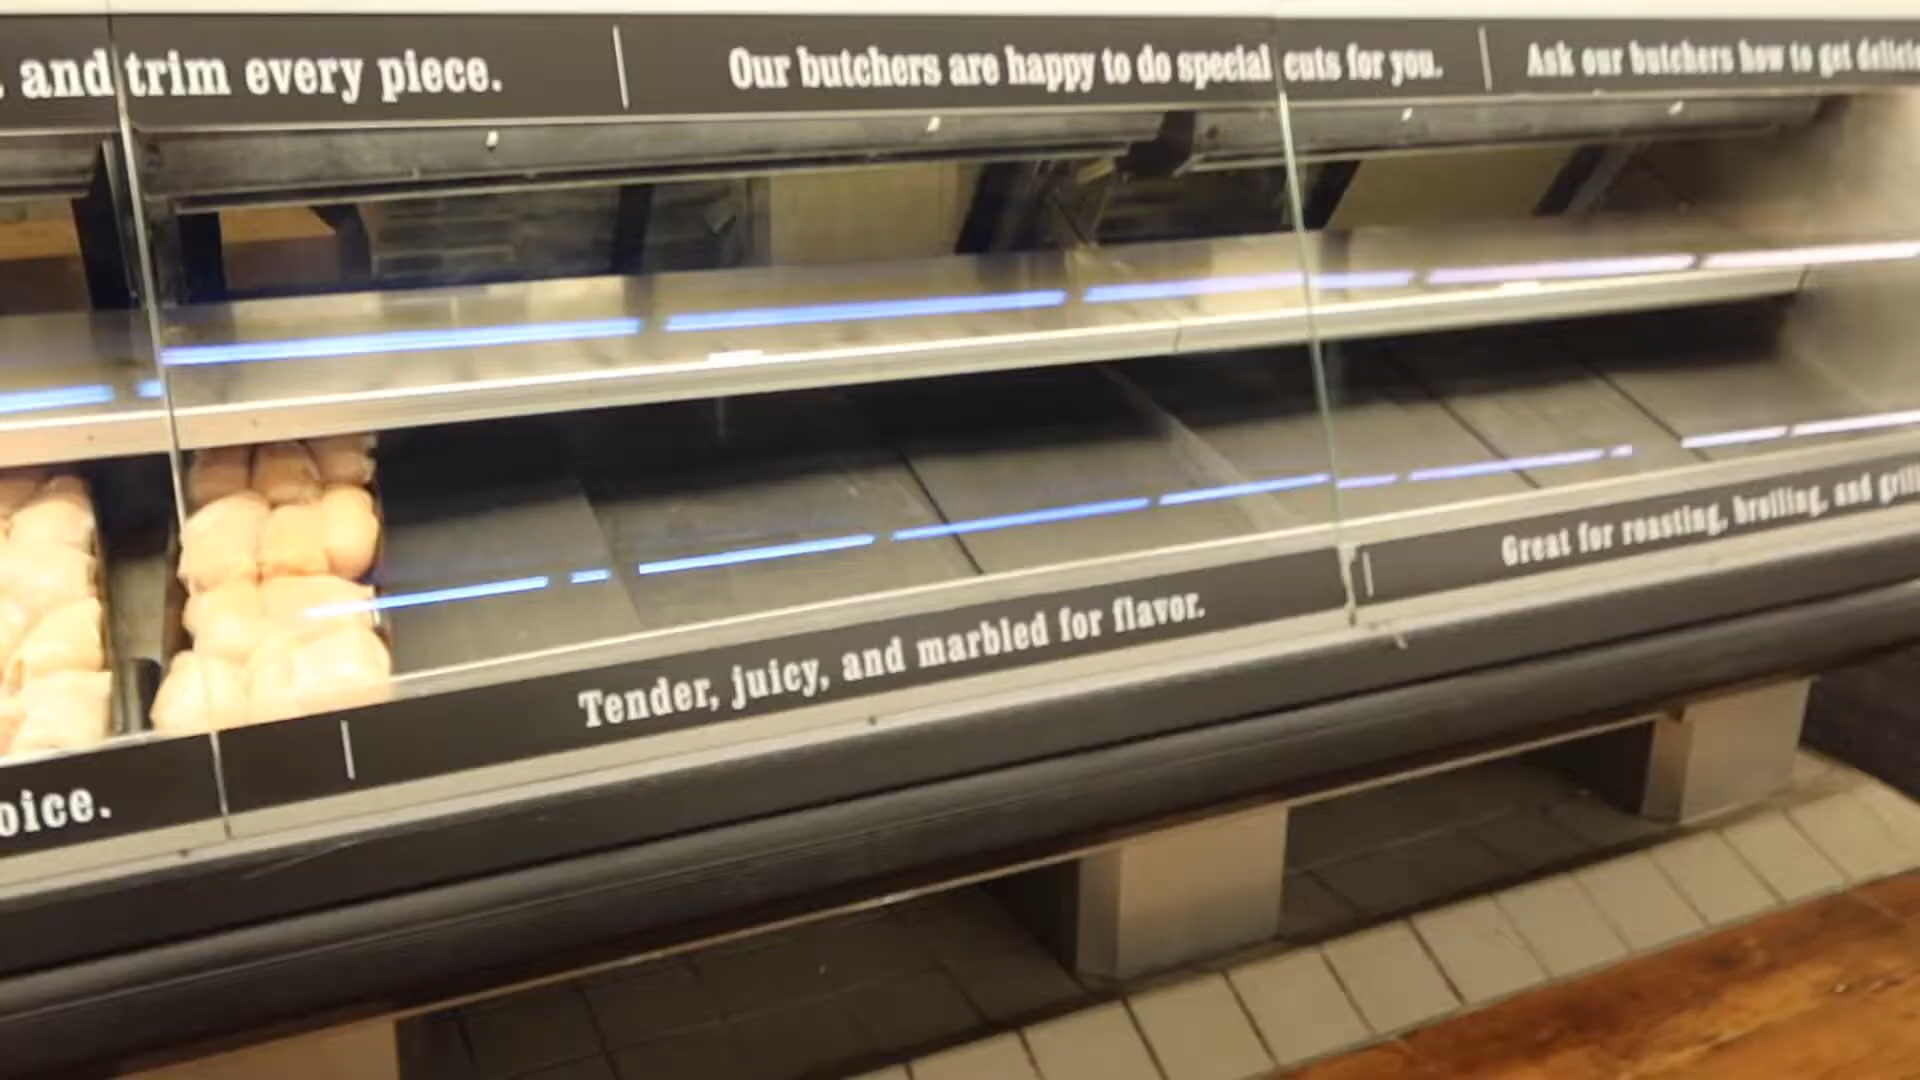 and trim every piece.
Our butchers are happy to do special cuts for you.
Ask our butchers how to get
Great for roasting, broiling, and
Tender, juicy, and marbled for flavor.